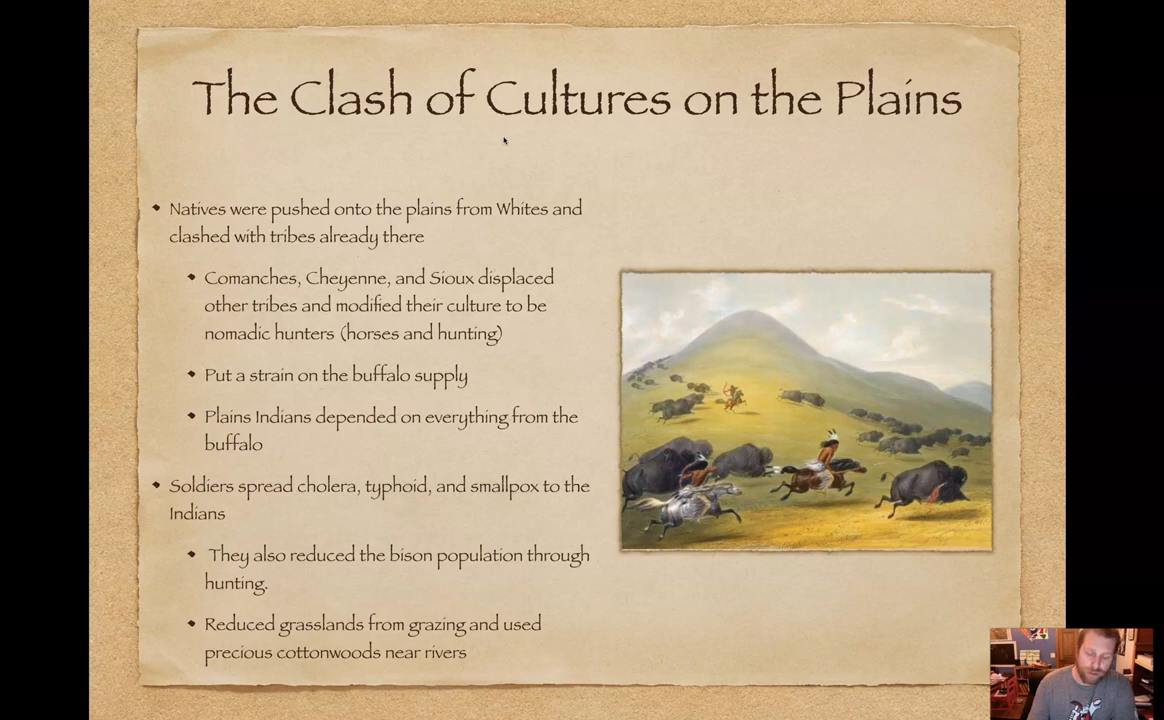 The Clash of Cultures on the Plains
• Natives were pushed onto the plains from Whites and
clashed with tribes already there
• Comanches, Cheyenne, and Sioux displaced
other tribes and modified their culture to be
nomadic hunters (horses and hunting)
• Put a strain on the buffalo supply
• Plains Indians depended on everything from the
buffalo
• Soldiers spread cholera, typhoid, and smallpox to the
Indians
• They also reduced the bison population through
hunting.
• Reduced grasslands from grazing and used
precious cottonwoods near rivers